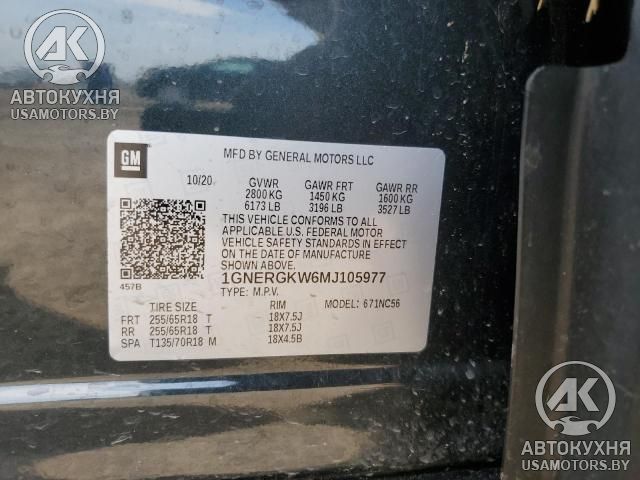 АК
АВТОКУХНЯ
USAMOTORS.BY
GM
MFD BY GENERAL MOTORS LLC
10/20 GVWR GAWR FRT GAWR RR
2800 KG 1450 KG 1600 KG
6173 LB 3196 LB 3527 LB
THIS VEHICLE CONFORMS TO ALL
APPLICABLE U.S. FEDERAL MOTOR
VEHICLE SAFETY STANDARDS IN EFFECT
ON THE DATE OF MANUFACTURE
SHOWN ABOVE.
457B
1GNERGKW6MJ105977
TYPE: M.P.V. MODEL: 671NC56
TIRE SIZE RIM
FRT 255/65R18 T 18X7.5J
RR 255/65R18 T 18X7.5J
SPA T135/70R18 M 18X4.5B
АК
АВТОКУХНЯ
USAMOTORS.BY